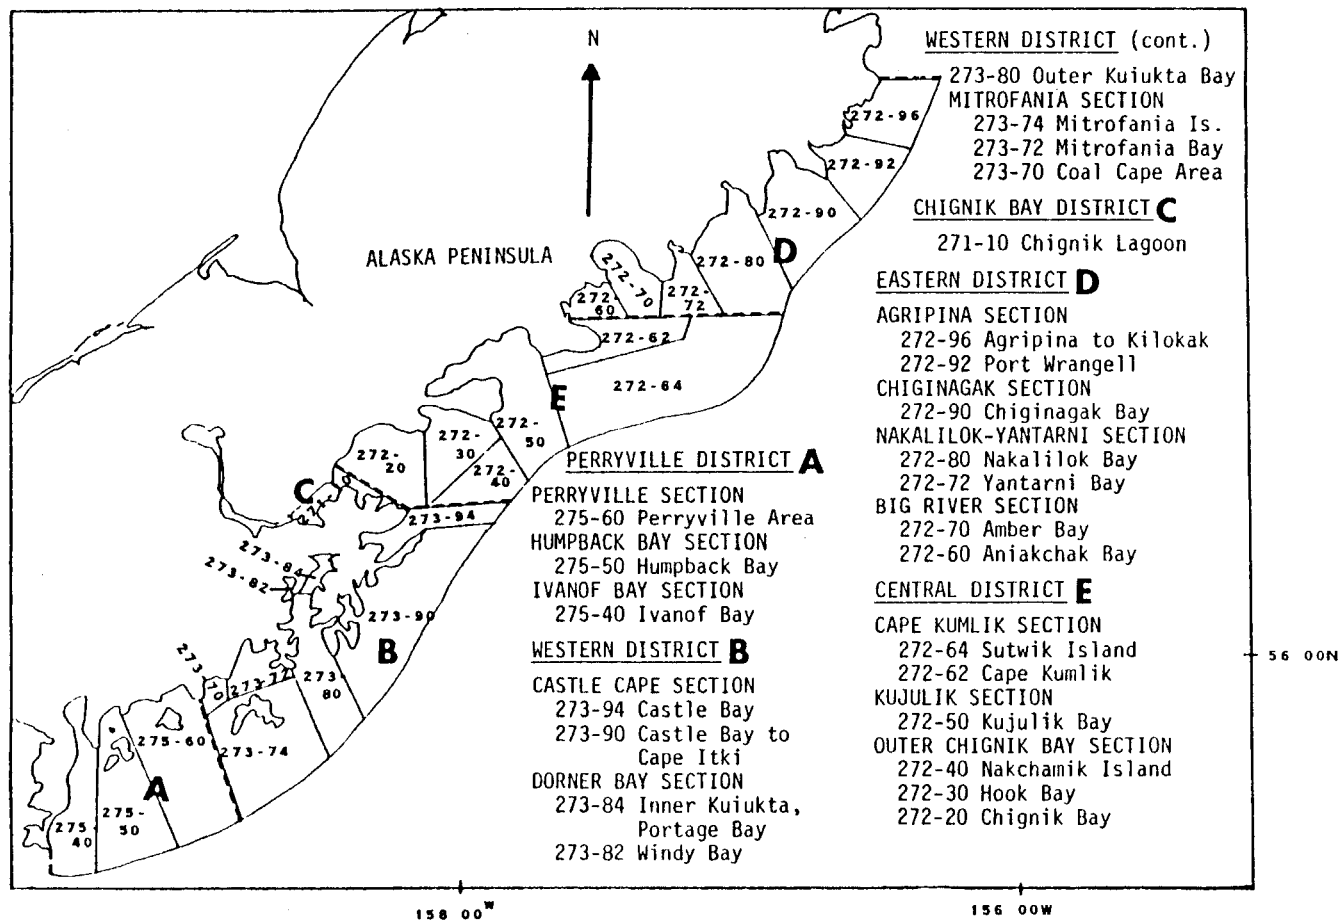 N
ALASKA PENINSULA
272-96
272-92
272-90
D
272-80
272-70
272-
72
272-
60
272-62
272-64
E
272-
50
272-
30
272-
40
272-
20
C
273-94
273-84
273-82
273-90
B
273-
80
273-72
273-74
275-60
A
275-
50
275-
40
PERRYVILLE DISTRICT A
PERRYVILLE SECTION
275-60 Perryville Area
HUMPBACK BAY SECTION
275-50 Humpback Bay
IVANOF BAY SECTION
275-40 Ivanof Bay
WESTERN DISTRICT B
CASTLE CAPE SECTION
273-94 Castle Bay
273-90 Castle Bay to
Cape Itki
DORNER BAY SECTION
273-84 Inner Kuiukta,
Portage Bay
273-82 Windy Bay
WESTERN DISTRICT (cont.)
273-80 Outer Kuiukta Bay
MITROFANIA SECTION
273-74 Mitrofania Is.
273-72 Mitrofania Bay
273-70 Coal Cape Area
CHIGNIK BAY DISTRICT C
271-10 Chignik Lagoon
EASTERN DISTRICT D
AGRIPINA SECTION
272-96 Agripina to Kilokak
272-92 Port Wrangell
CHIGINAGAK SECTION
272-90 Chiginagak Bay
NAKALILOK-YANTARNI SECTION
272-80 Nakalilok Bay
272-72 Yantarni Bay
BIG RIVER SECTION
272-70 Amber Bay
272-60 Aniakchak Bay
CENTRAL DISTRICT E
CAPE KUMLIK SECTION
272-64 Sutwik Island
272-62 Cape Kumlik
KUJULIK SECTION
272-50 Kujulik Bay
OUTER CHIGNIK BAY SECTION
272-40 Nakchamik Island
272-30 Hook Bay
272-20 Chignik Bay
56 00N
158 00W
156 00W